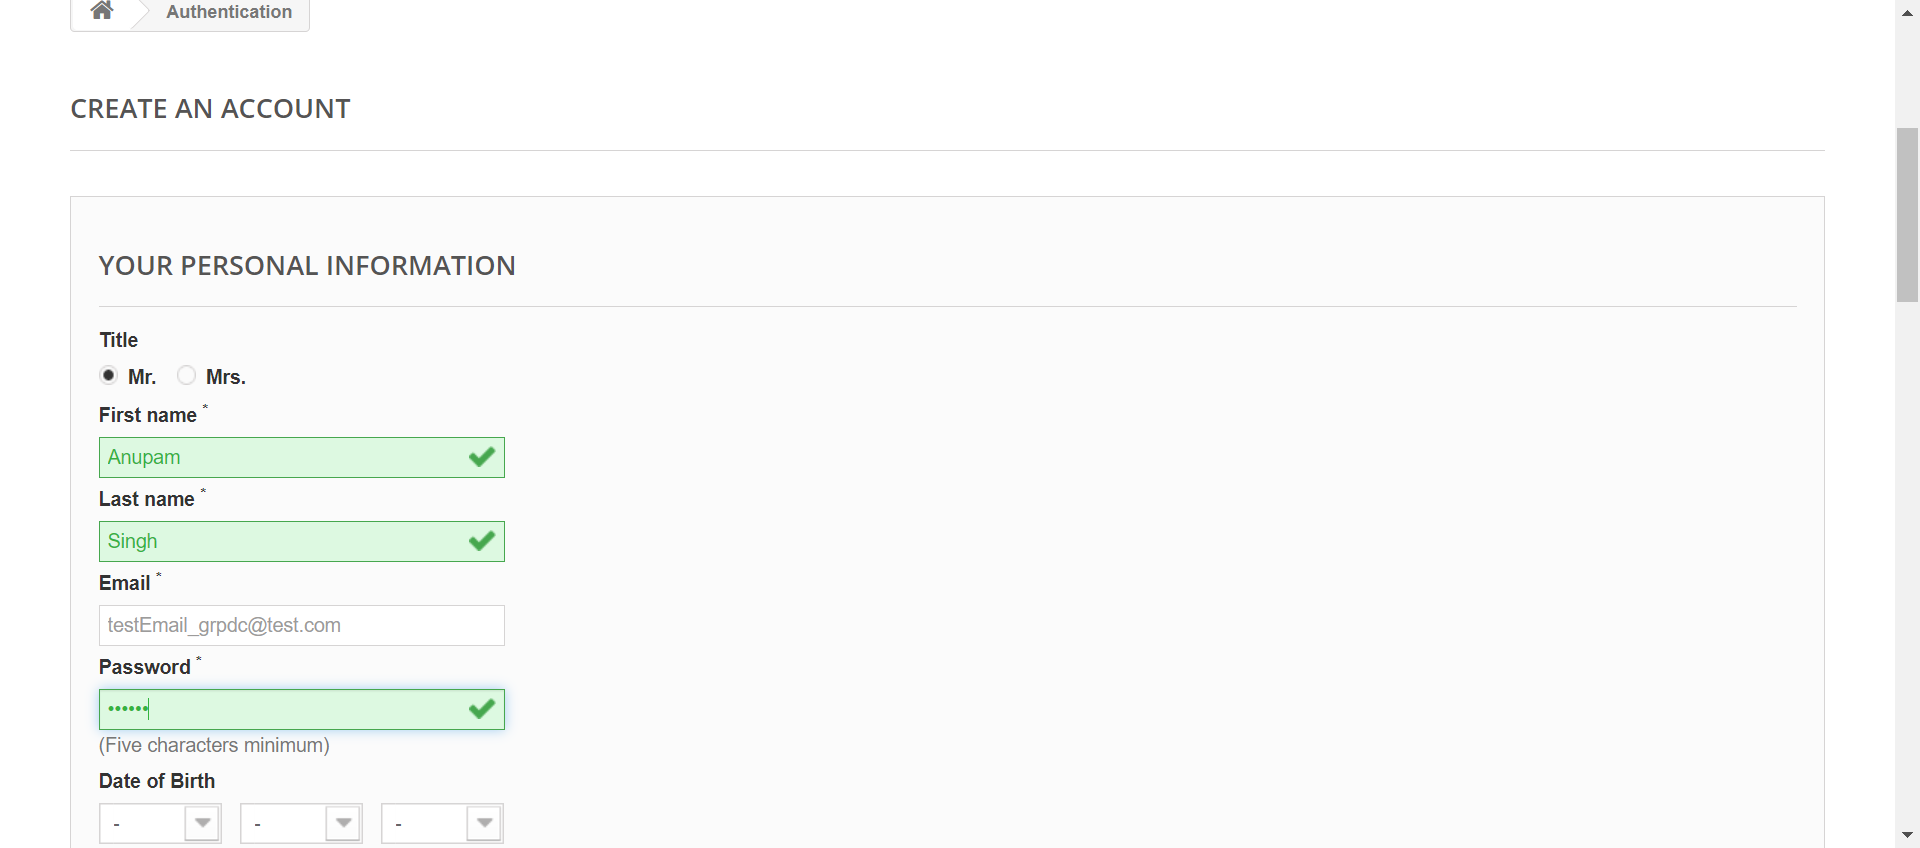 Authentication
CREATE AN ACCOUNT
YOUR PERSONAL INFORMATION
Title
Mr. Mrs.
First name *
Anupam
Last name *
Singh
Email *
testEmail_grpdc@test.com
Password *
••••••
(Five characters minimum)
Date of Birth
- - -